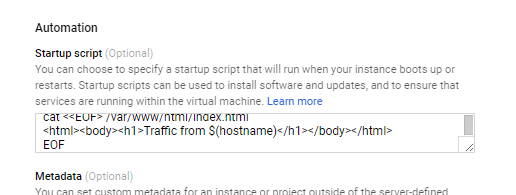 Automation
Startup script (Optional)
You can choose to specify a startup script that will run when your instance boots up or
restarts. Startup scripts can be used to install software and updates, and to ensure that
services are running within the virtual machine. Learn more
cat <<EOF> /var/www/html/index.html
<html><body><h1>Traffic from $(hostname)</h1></body></html>
EOF
Metadata (Optional)
You can set custom metadata for an instance or project outside of the server-defined